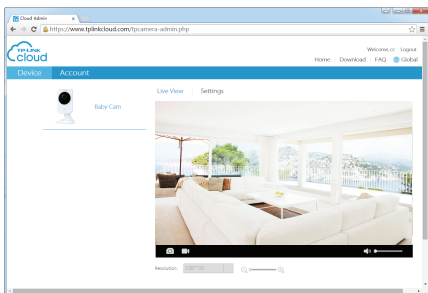 Cloud Admin
https://www.tplinkcloud.com/tpcamera-admin.php
TP-LINK
cloud
Welcome, cc Logout
Home Download FAQ Global
Device Account
Baby Cam
Live View Settings
Resolution